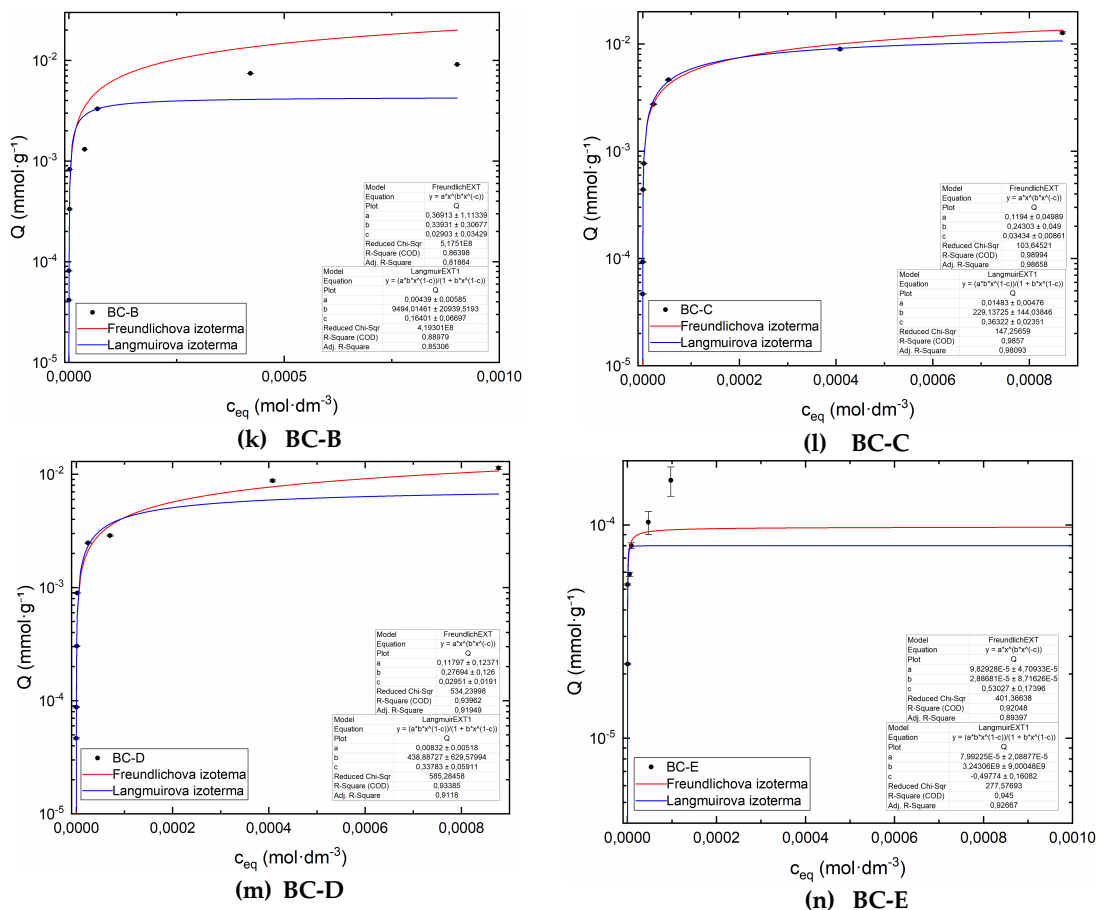 10⁻²
10⁻³
10⁻⁴
10⁻⁵
Q (mmol·g⁻¹)
Model FreundlichEXT
Equation y = a*x^(b*x^(-c))
Plot Q
a 0,36913 ± 1,11339
b 0,33931 ± 0,30677
c 0,02903 ± 0,03429
Reduced Chi-Sqr 5,1751E8
R-Square (COD) 0,86398
Adj. R-Square 0,81864
Model LangmuirEXT1
Equation y = (a*b*x^(1-c))/(1 + b*x^(1-c))
Plot Q
a 0,00439 ± 0,00585
b 9494,01461 ± 20939,5193
c 0,16401 ± 0,06697
Reduced Chi-Sqr 4,19301E8
R-Square (COD) 0,88979
Adj. R-Square 0,85306
BC-B
Freundlichova izoterma
Langmuirova izoterma
0,0000 0,0005 0,0010
c_eq (mol·dm⁻³)
(k) BC-B
10⁻²
10⁻³
10⁻⁴
10⁻⁵
Q (mmol·g⁻¹)
Model FreundlichEXT
Equation y = a*x^(b*x^(-c))
Plot Q
a 0,1194 ± 0,04989
b 0,24303 ± 0,049
c 0,03434 ± 0,00861
Reduced Chi-Sqr 103,64521
R-Square (COD) 0,98994
Adj. R-Square 0,98658
Model LangmuirEXT1
Equation y = (a*b*x^(1-c))/(1 + b*x^(1-c))
Plot Q
a 0,01483 ± 0,00476
b 229,13725 ± 144,03846
c 0,36322 ± 0,02351
Reduced Chi-Sqr 147,25659
R-Square (COD) 0,9857
Adj. R-Square 0,98093
BC-C
Freundlichova izoterma
Langmuirova izoterma
0,0000 0,0002 0,0004 0,0006 0,0008
c_eq (mol·dm⁻³)
(l) BC-C
10⁻²
10⁻³
10⁻⁴
10⁻⁵
Q (mmol·g⁻¹)
Model FreundlichEXT
Equation y = a*x^(b*x^(-c))
Plot Q
a 0,11797 ± 0,12371
b 0,27694 ± 0,126
c 0,02951 ± 0,0191
Reduced Chi-Sqr 534,23998
R-Square (COD) 0,93962
Adj. R-Square 0,91949
Model LangmuirEXT1
Equation y = (a*b*x^(1-c))/(1 + b*x^(1-c))
Plot Q
a 0,00832 ± 0,00518
b 438,88727 ± 629,57994
c 0,33783 ± 0,05911
Reduced Chi-Sqr 585,28458
R-Square (COD) 0,93385
Adj. R-Square 0,9118
BC-D
Freundlichova izotema
Langmuirova izoterma
0,0000 0,0002 0,0004 0,0006 0,0008
c_eq (mol·dm⁻³)
(m) BC-D
10⁻⁴
10⁻⁵
Q (mmol·g⁻¹)
Model FreundlichEXT
Equation y = a*x^(b*x^(-c))
Plot Q
a 9,82928E-5 ± 4,70933E-5
b 2,88681E-5 ± 8,71626E-5
c 0,53027 ± 0,17396
Reduced Chi-Sqr 401,36638
R-Square (COD) 0,92048
Adj. R-Square 0,89397
Model LangmuirEXT1
Equation y = (a*b*x^(1-c))/(1 + b*x^(1-c))
Plot Q
a 7,99225E-5 ± 2,08877E-5
b 3,24306E9 ± 9,00048E9
c -0,49774 ± 0,16082
Reduced Chi-Sqr 277,57693
R-Square (COD) 0,945
Adj. R-Square 0,92667
BC-E
Freundlichova izoterma
Langmuirova izoterma
0,0000 0,0002 0,0004 0,0006 0,0008 0,0010
c_eq (mol·dm⁻³)
(n) BC-E